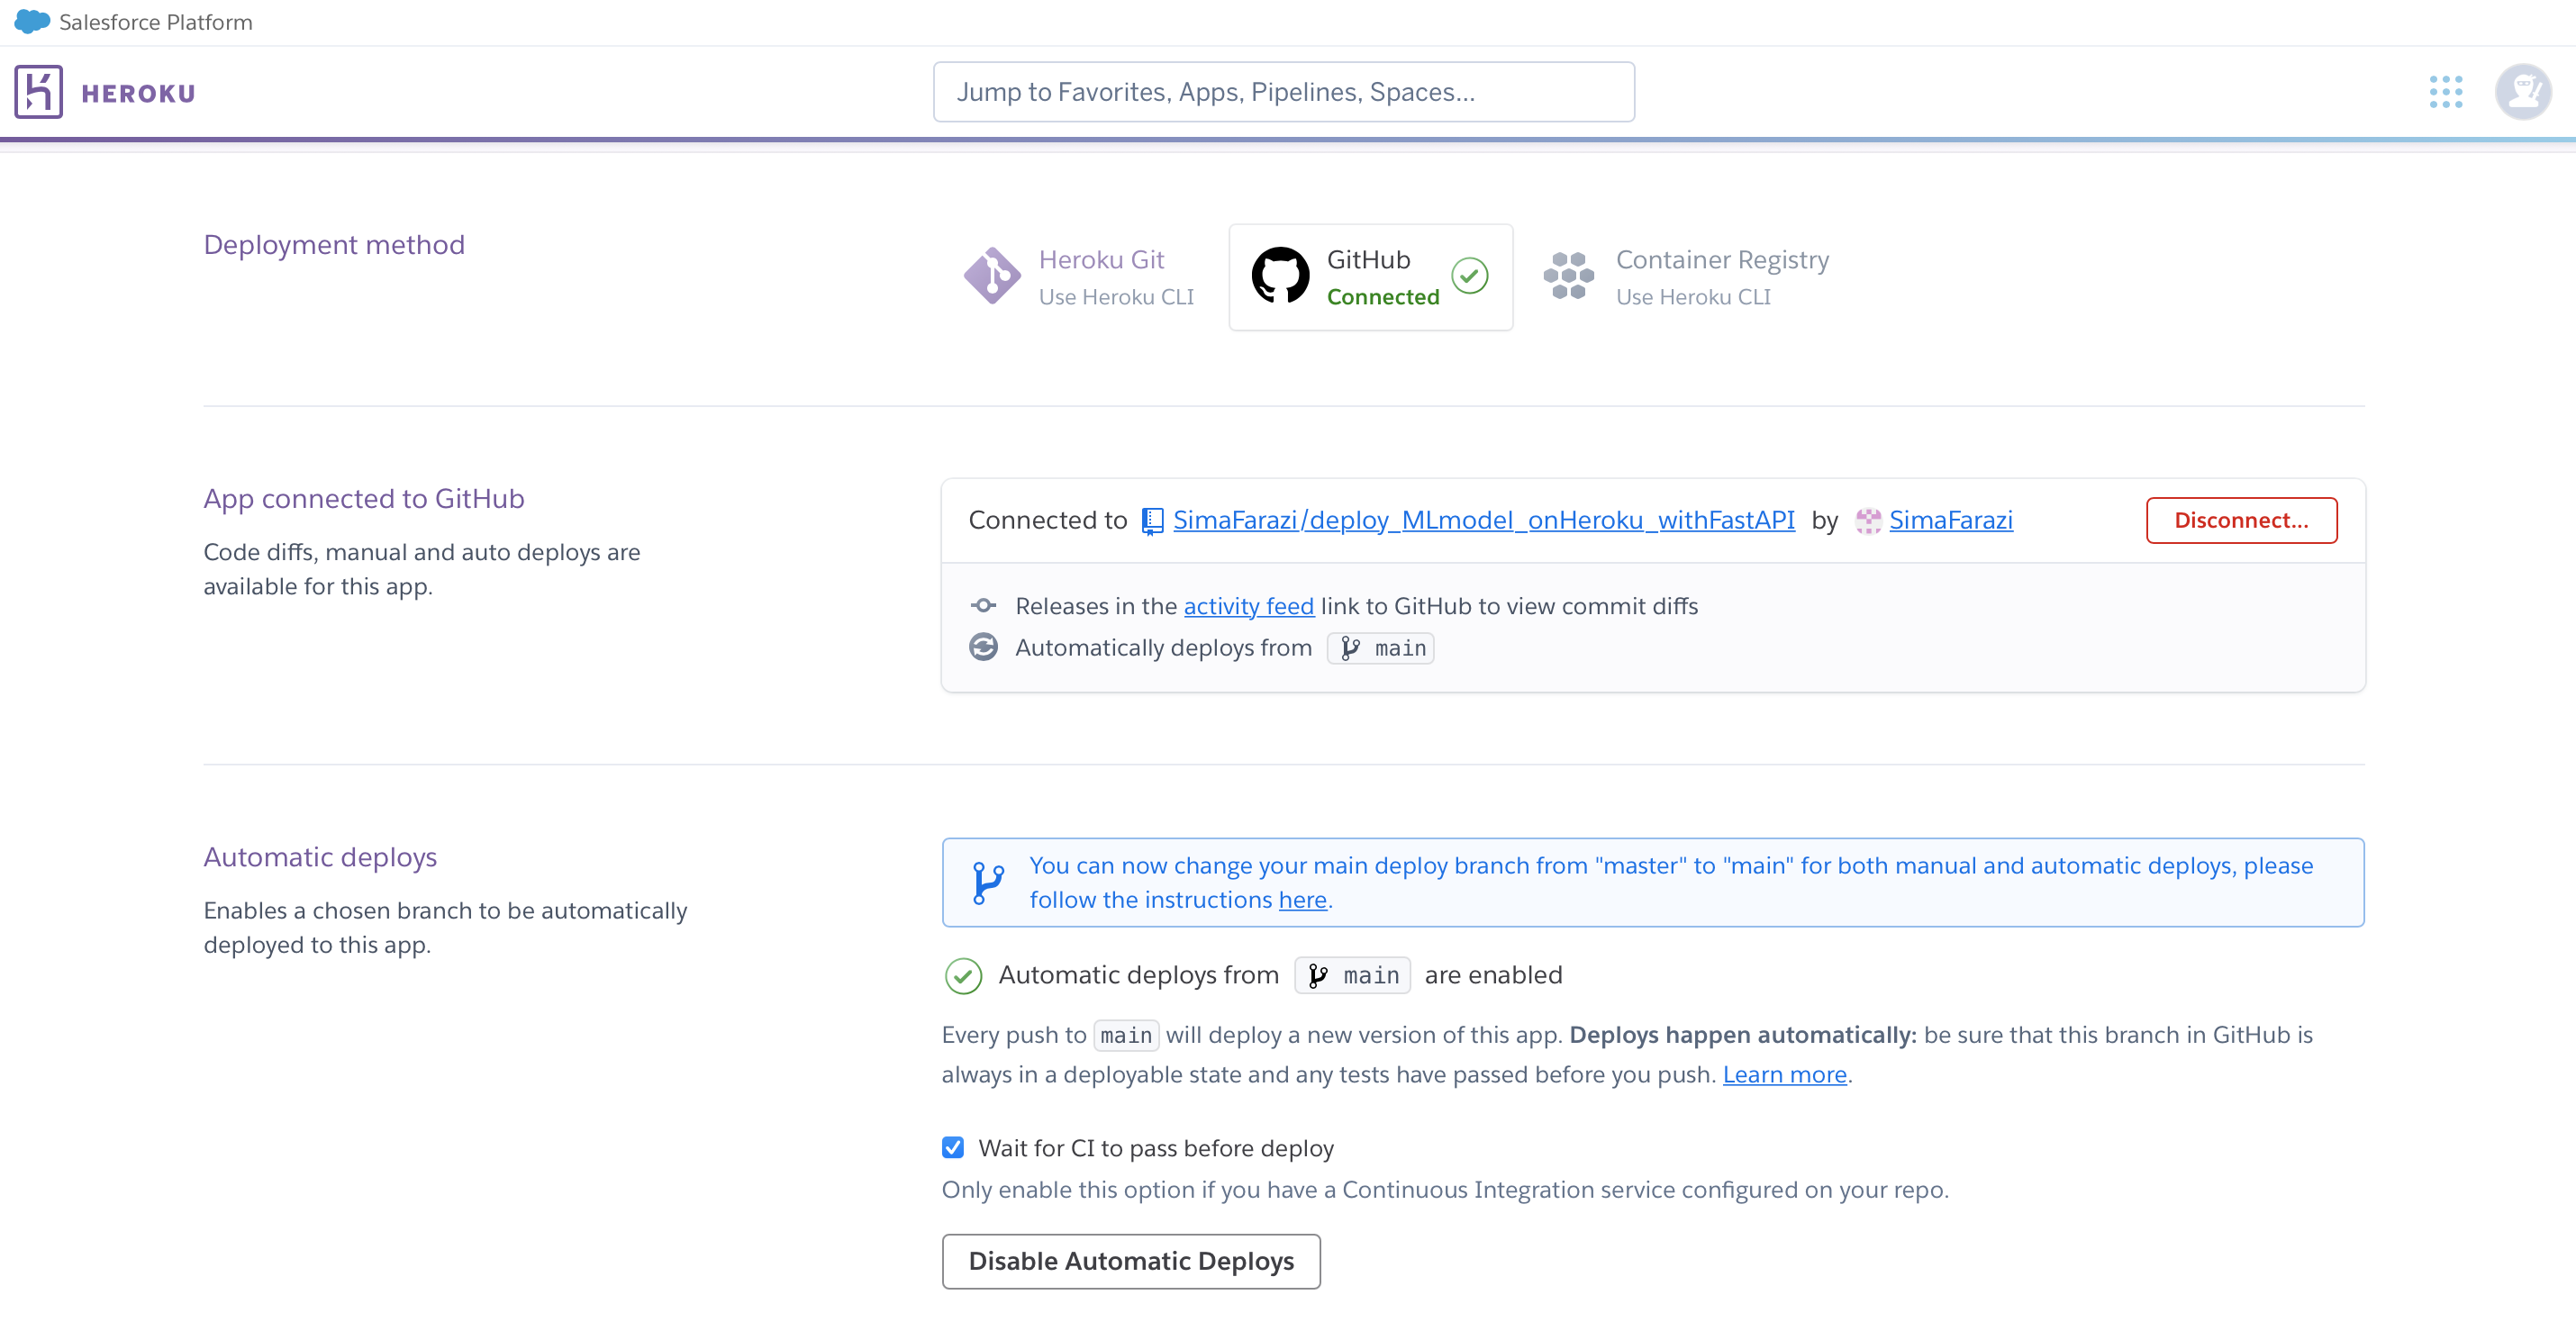 Salesforce Platform
HEROKU
Jump to Favorites, Apps, Pipelines, Spaces...
Deployment method
Heroku Git
Use Heroku CLI
GitHub
Connected
Container Registry
Use Heroku CLI
App connected to GitHub
Code diffs, manual and auto deploys are
available for this app.
Connected to SimaFarazi/deploy_MLmodel_onHeroku_withFastAPI by SimaFarazi
Disconnect...
Releases in the activity feed link to GitHub to view commit diffs
Automatically deploys from main
Automatic deploys
Enables a chosen branch to be automatically
deployed to this app.
You can now change your main deploy branch from "master" to "main" for both manual and automatic deploys, please
follow the instructions here.
Automatic deploys from main are enabled
Every push to main will deploy a new version of this app. Deploys happen automatically: be sure that this branch in GitHub is
always in a deployable state and any tests have passed before you push. Learn more.
Wait for CI to pass before deploy
Only enable this option if you have a Continuous Integration service configured on your repo.
Disable Automatic Deploys